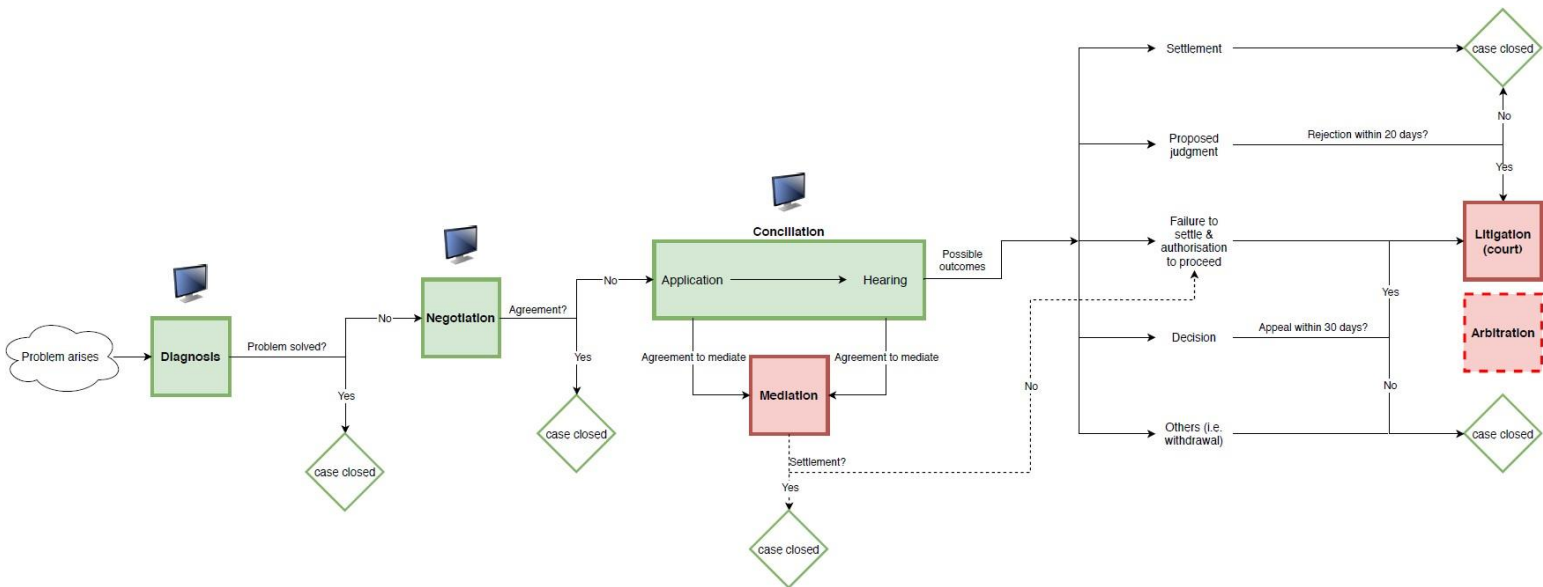 Problem arises
Diagnosis
Problem solved?
No
Yes
case closed
Negotiation
Agreement?
No
Yes
case closed
Conciliation
Application
Hearing
Agreement to mediate
Agreement to mediate
Mediation
Settlement?
No
Yes
case closed
Possible
outcomes
Settlement
case closed
Proposed
judgment
Rejection within 20 days?
No
Yes
Failure to
settle &
authorisation
to proceed
Litigation
(court)
Yes
Arbitration
Decision
Appeal within 30 days?
No
Others (i.e.
withdrawal)
case closed